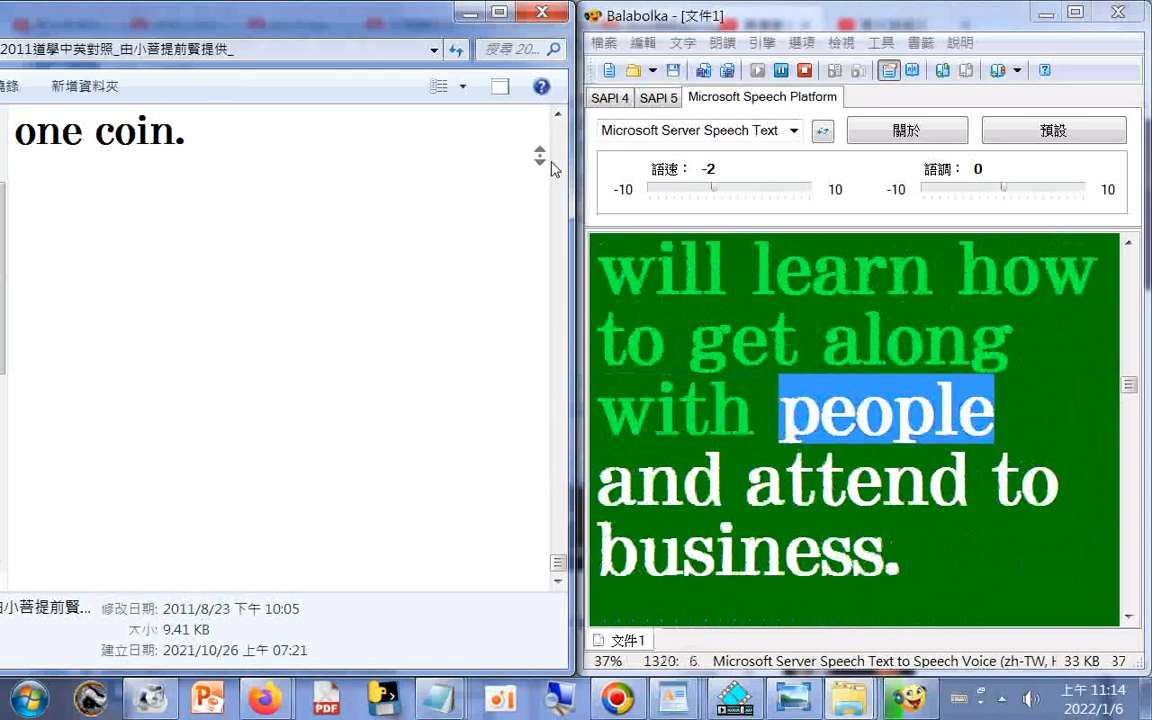 2011道學中英對照_由小菩提前賢提供_
搜尋 20...
新增資料夾
one coin.
由小菩提前賢...
修改日期: 2011/8/23 下午 10:05
大小: 9.41 KB
建立日期: 2021/10/26 上午 07:21
Balabolka - [文件1]
檔案 編輯 文字 朗讀 引擎 選項 檢視 工具 書籤 說明
SAPI 4 SAPI 5 Microsoft Speech Platform
Microsoft Server Speech Text 關於 預設
語速： -2 語調： 0
-10 10 -10 10
will learn how
to get along
with people
and attend to
business.
文件1
37% 1320: 6. Microsoft Server Speech Text to Speech Voice (zh-TW, H 33 KB 37
PDF
上午 11:14
2022/1/6